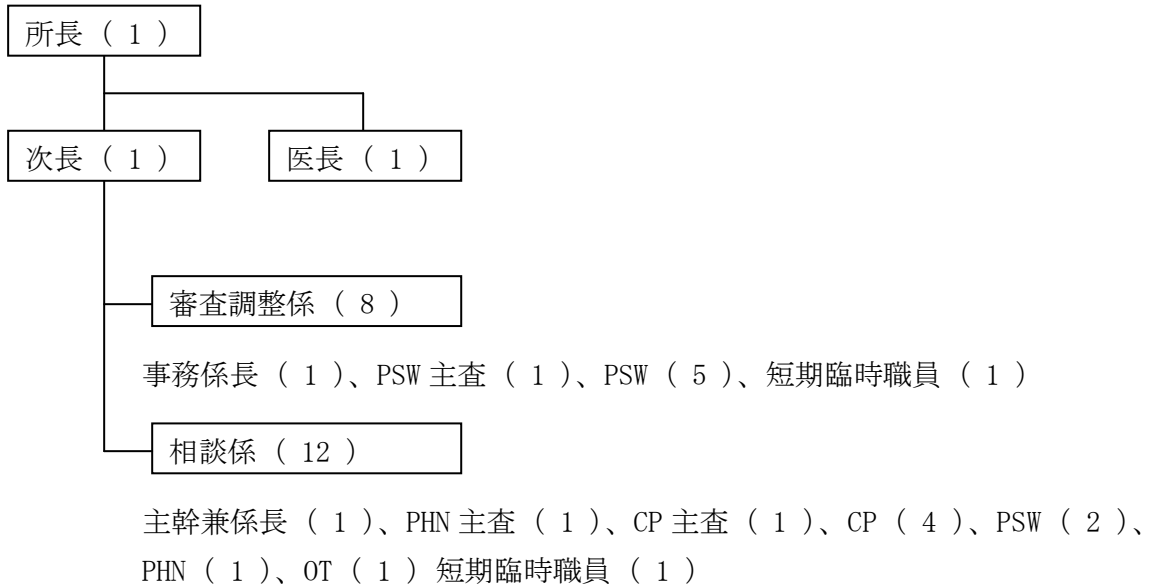 所長 ( 1 )
次長 ( 1 )
医長 ( 1 )
審査調整係 ( 8 )
事務係長 ( 1 )、PSW 主査 ( 1 )、PSW ( 5 )、短期臨時職員 ( 1 )
相談係 ( 12 )
主幹兼係長 ( 1 )、PHN 主査 ( 1 )、CP 主査 ( 1 )、CP ( 4 )、PSW ( 2 )、
PHN ( 1 )、OT ( 1 ) 短期臨時職員 ( 1 )